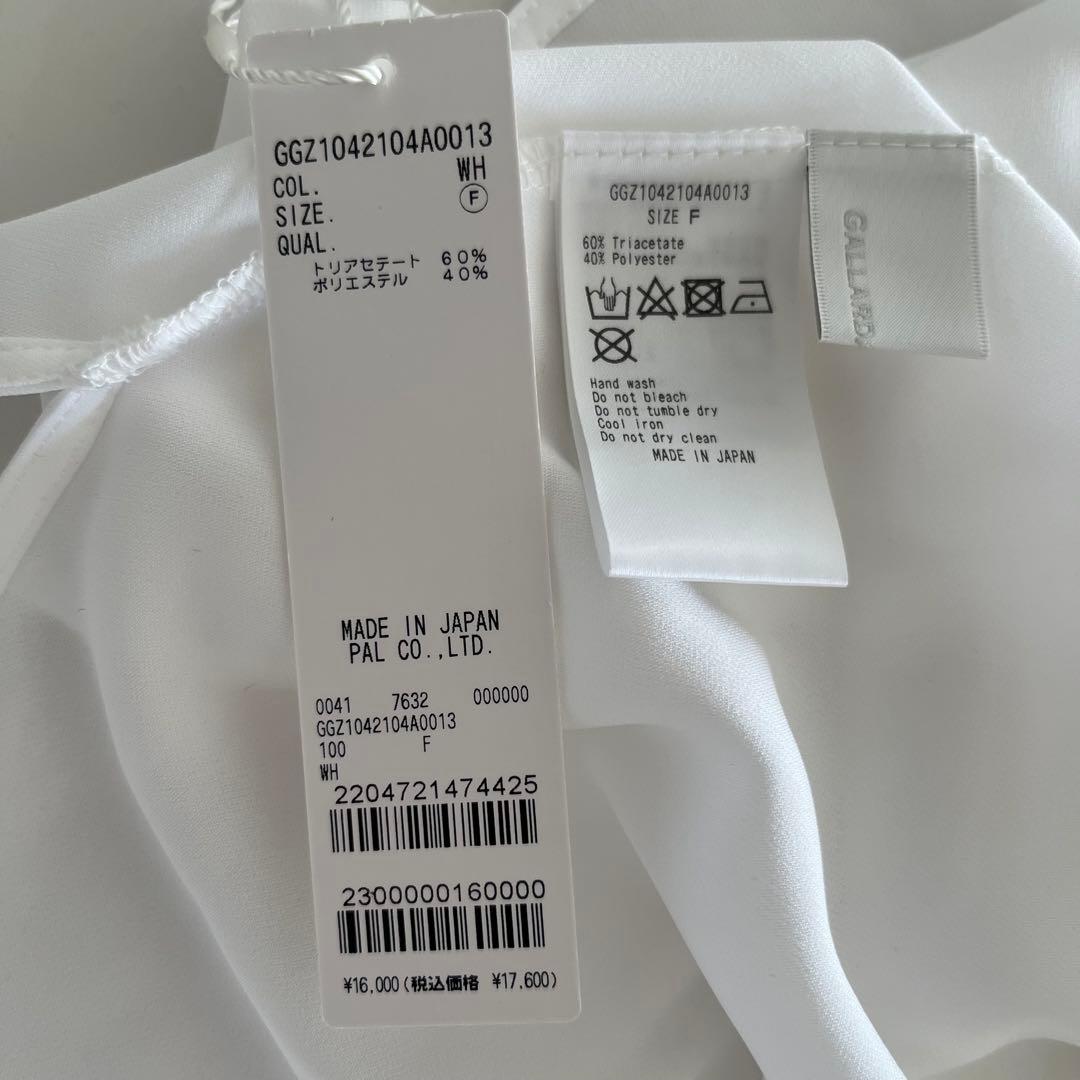 GGZ1042104A0013
COL. WH
SIZE. F
QUAL.
トリアセテート 60%
ポリエステル 40%
MADE IN JAPAN
PAL CO.,LTD.
0041 7632 000000
GGZ1042104A0013
100 F
WH
2204721474425
2300000160000
¥16,000(税込価格 ¥17,600)
GGZ1042104A0013
SIZE F
60% Triacetate
40% Polyester
Hand wash
Do not bleach
Do not tumble dry
Cool iron
Do not dry clean
MADE IN JAPAN